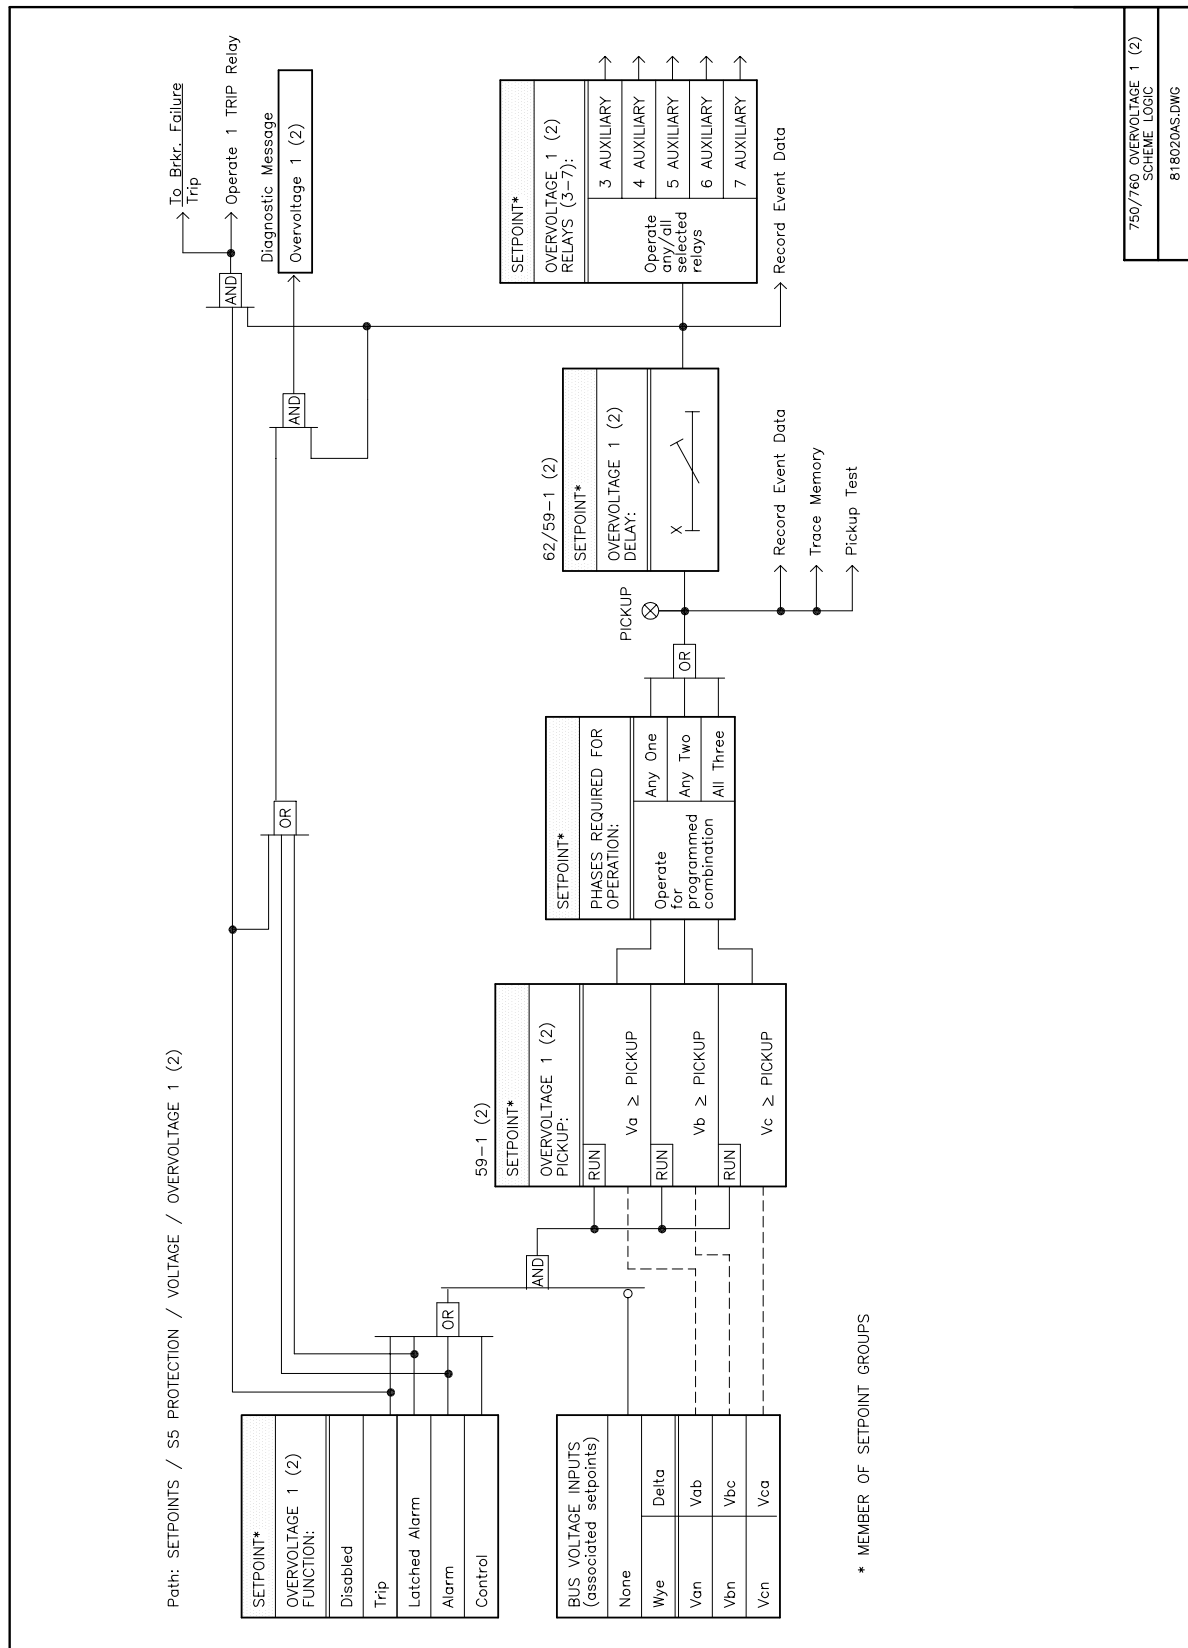 Path: SETPOINTS / S5 PROTECTION / VOLTAGE / OVERVOLTAGE 1 (2)
SETPOINT*
OVERVOLTAGE 1 (2)
FUNCTION:
Disabled
Trip
Latched Alarm
Alarm
Control
BUS VOLTAGE INPUTS
(associated setpoints)
None
Wye
Delta
Van
Vab
Vbn
Vbc
Vcn
Vca
* MEMBER OF SETPOINT GROUPS
OR
AND
59-1 (2)
SETPOINT*
OVERVOLTAGE 1 (2)
PICKUP:
RUN
Va ≥ PICKUP
RUN
Vb ≥ PICKUP
RUN
Vc ≥ PICKUP
OR
SETPOINT*
PHASES REQUIRED FOR
OPERATION:
Operate
for
programmed
combination
Any One
Any Two
All Three
OR
PICKUP
Record Event Data
Trace Memory
Pickup Test
62/59-1 (2)
SETPOINT*
OVERVOLTAGE 1 (2)
DELAY:
X
AND
AND
To Brkr. Failure
Trip
Operate 1 TRIP Relay
Diagnostic Message
Overvoltage 1 (2)
SETPOINT*
OVERVOLTAGE 1 (2)
RELAYS (3-7):
Operate
any/all
selected
relays
3 AUXILIARY
4 AUXILIARY
5 AUXILIARY
6 AUXILIARY
7 AUXILIARY
Record Event Data
750/760 OVERVOLTAGE 1 (2)
SCHEME LOGIC
818020AS.DWG